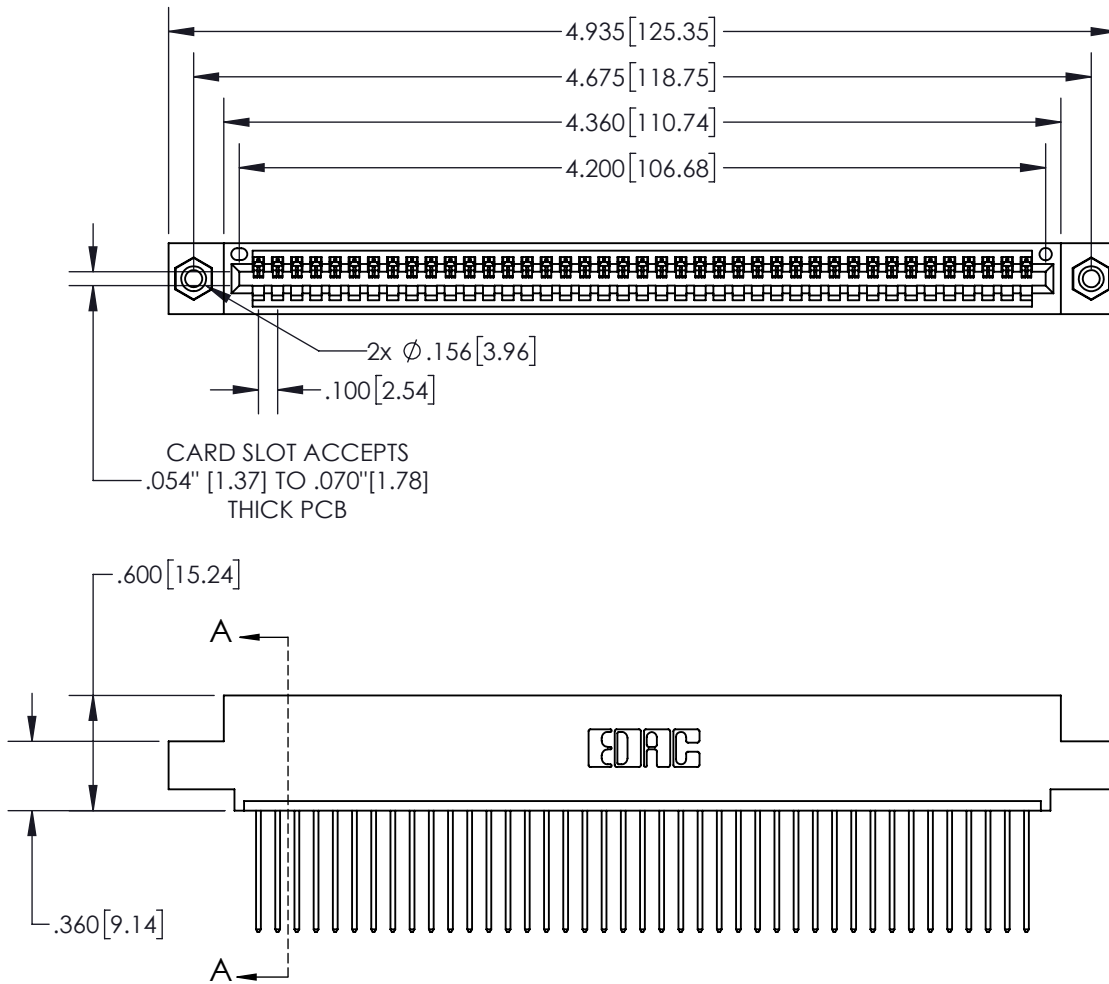 4.935[125.35]
4.675[118.75]
4.360[110.74]
4.200[106.68]
2x Ø .156[3.96]
.100[2.54]
CARD SLOT ACCEPTS
.054" [1.37] TO .070"[1.78]
THICK PCB
.600[15.24]
A
EDAC
.360[9.14]
A